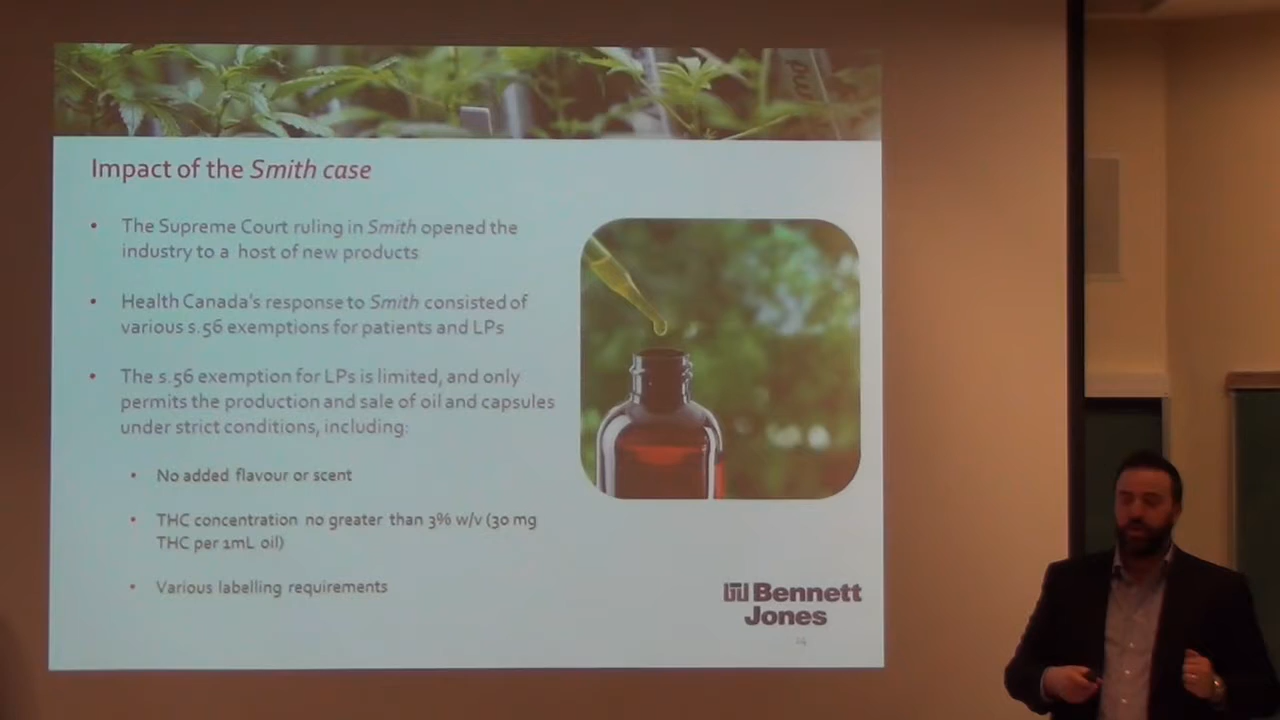 Impact of the Smith case
• The Supreme Court ruling in Smith opened the
industry to a host of new products
• Health Canada's response to Smith consisted of
various s.56 exemptions for patients and LPs
• The s.56 exemption for LPs is limited, and only
permits the production and sale of oil and capsules
under strict conditions, including:
• No added flavour or scent
• THC concentration no greater than 3% w/v (30 mg
THC per 1mL oil)
• Various labelling requirements
Bennett
Jones